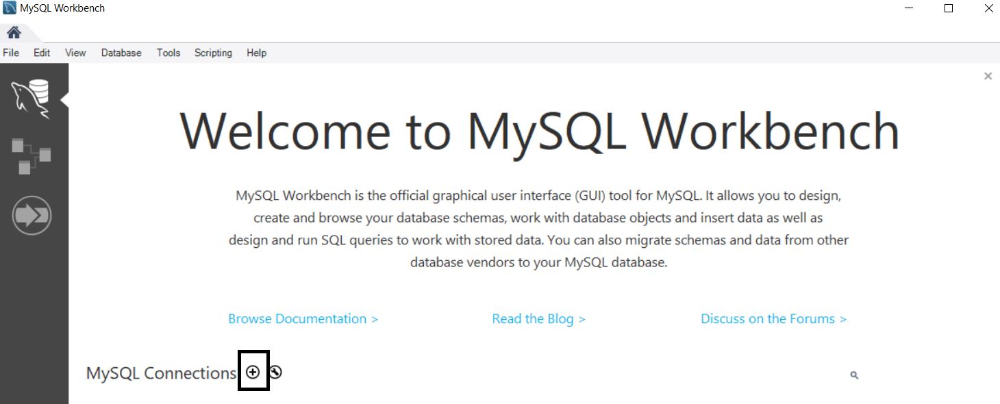 MySQL Workbench
File Edit View Database Tools Scripting Help
Welcome to MySQL Workbench
MySQL Workbench is the official graphical user interface (GUI) tool for MySQL. It allows you to design,
create and browse your database schemas, work with database objects and insert data as well as
design and run SQL queries to work with stored data. You can also migrate schemas and data from other
database vendors to your MySQL database.
Browse Documentation > Read the Blog > Discuss on the Forums >
MySQL Connections